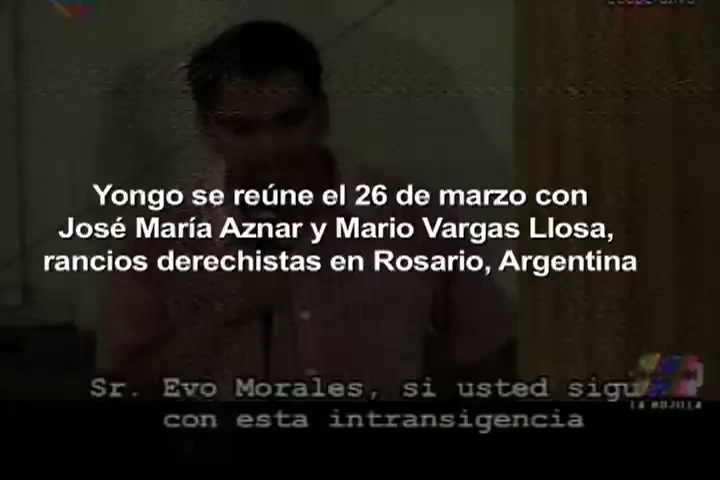 Yongo se reúne el 26 de marzo con
José María Aznar y Mario Vargas Llosa,
rancios derechistas en Rosario, Argentina
Sr. Evo Morales, si usted sigu
con esta intransigencia
LA HOJILLA